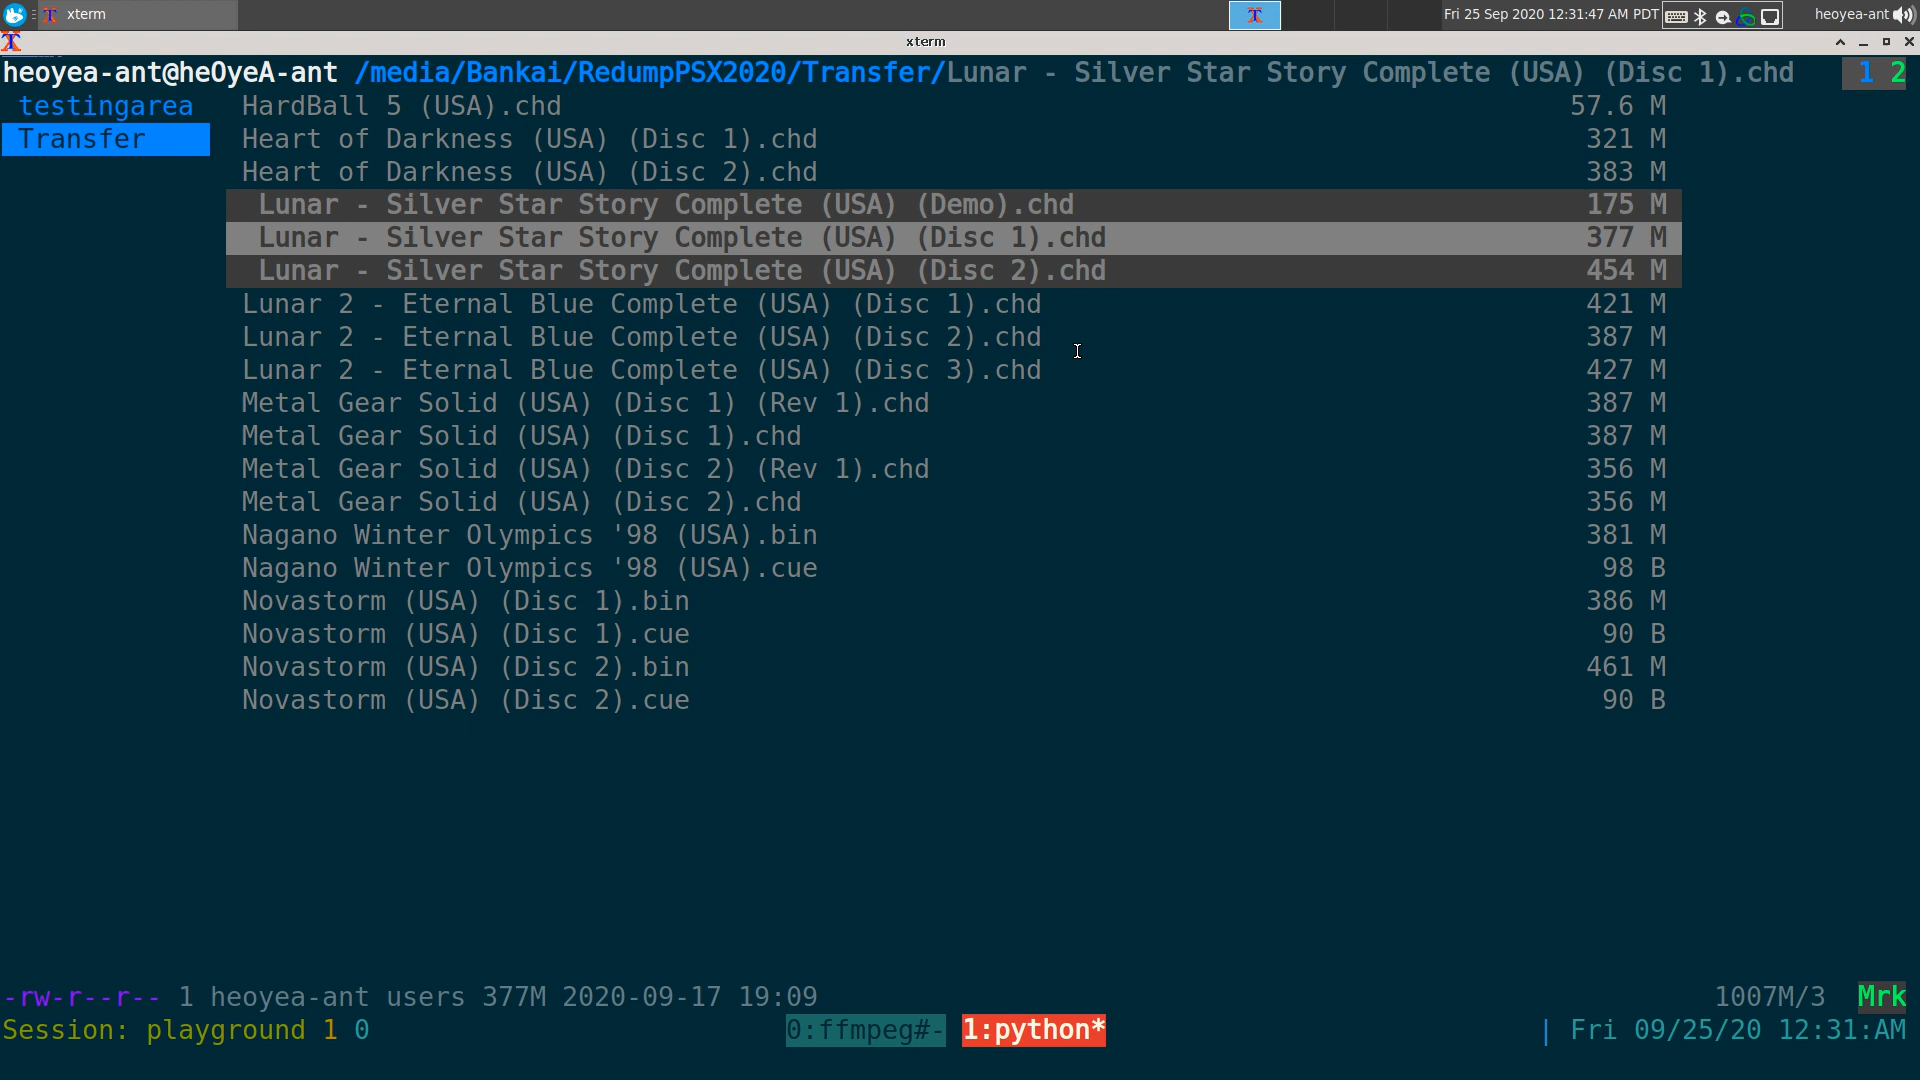 xterm Fri 25 Sep 2020 12:31:47 AM PDT heoyea-ant
xterm
heoyea-ant@heOyeA-ant /media/Bankai/RedumpPSX2020/Transfer/Lunar - Silver Star Story Complete (USA) (Disc 1).chd 1 2
testingarea HardBall 5 (USA).chd 57.6 M
Transfer Heart of Darkness (USA) (Disc 1).chd 321 M
Heart of Darkness (USA) (Disc 2).chd 383 M
Lunar - Silver Star Story Complete (USA) (Demo).chd 175 M
Lunar - Silver Star Story Complete (USA) (Disc 1).chd 377 M
Lunar - Silver Star Story Complete (USA) (Disc 2).chd 454 M
Lunar 2 - Eternal Blue Complete (USA) (Disc 1).chd 421 M
Lunar 2 - Eternal Blue Complete (USA) (Disc 2).chd 387 M
Lunar 2 - Eternal Blue Complete (USA) (Disc 3).chd 427 M
Metal Gear Solid (USA) (Disc 1) (Rev 1).chd 387 M
Metal Gear Solid (USA) (Disc 1).chd 387 M
Metal Gear Solid (USA) (Disc 2) (Rev 1).chd 356 M
Metal Gear Solid (USA) (Disc 2).chd 356 M
Nagano Winter Olympics '98 (USA).bin 381 M
Nagano Winter Olympics '98 (USA).cue 98 B
Novastorm (USA) (Disc 1).bin 386 M
Novastorm (USA) (Disc 1).cue 90 B
Novastorm (USA) (Disc 2).bin 461 M
Novastorm (USA) (Disc 2).cue 90 B
-rw-r--r-- 1 heoyea-ant users 377M 2020-09-17 19:09 1007M/3 Mrk
Session: playground 1 0 0:ffmpeg#- 1:python* | Fri 09/25/20 12:31:AM